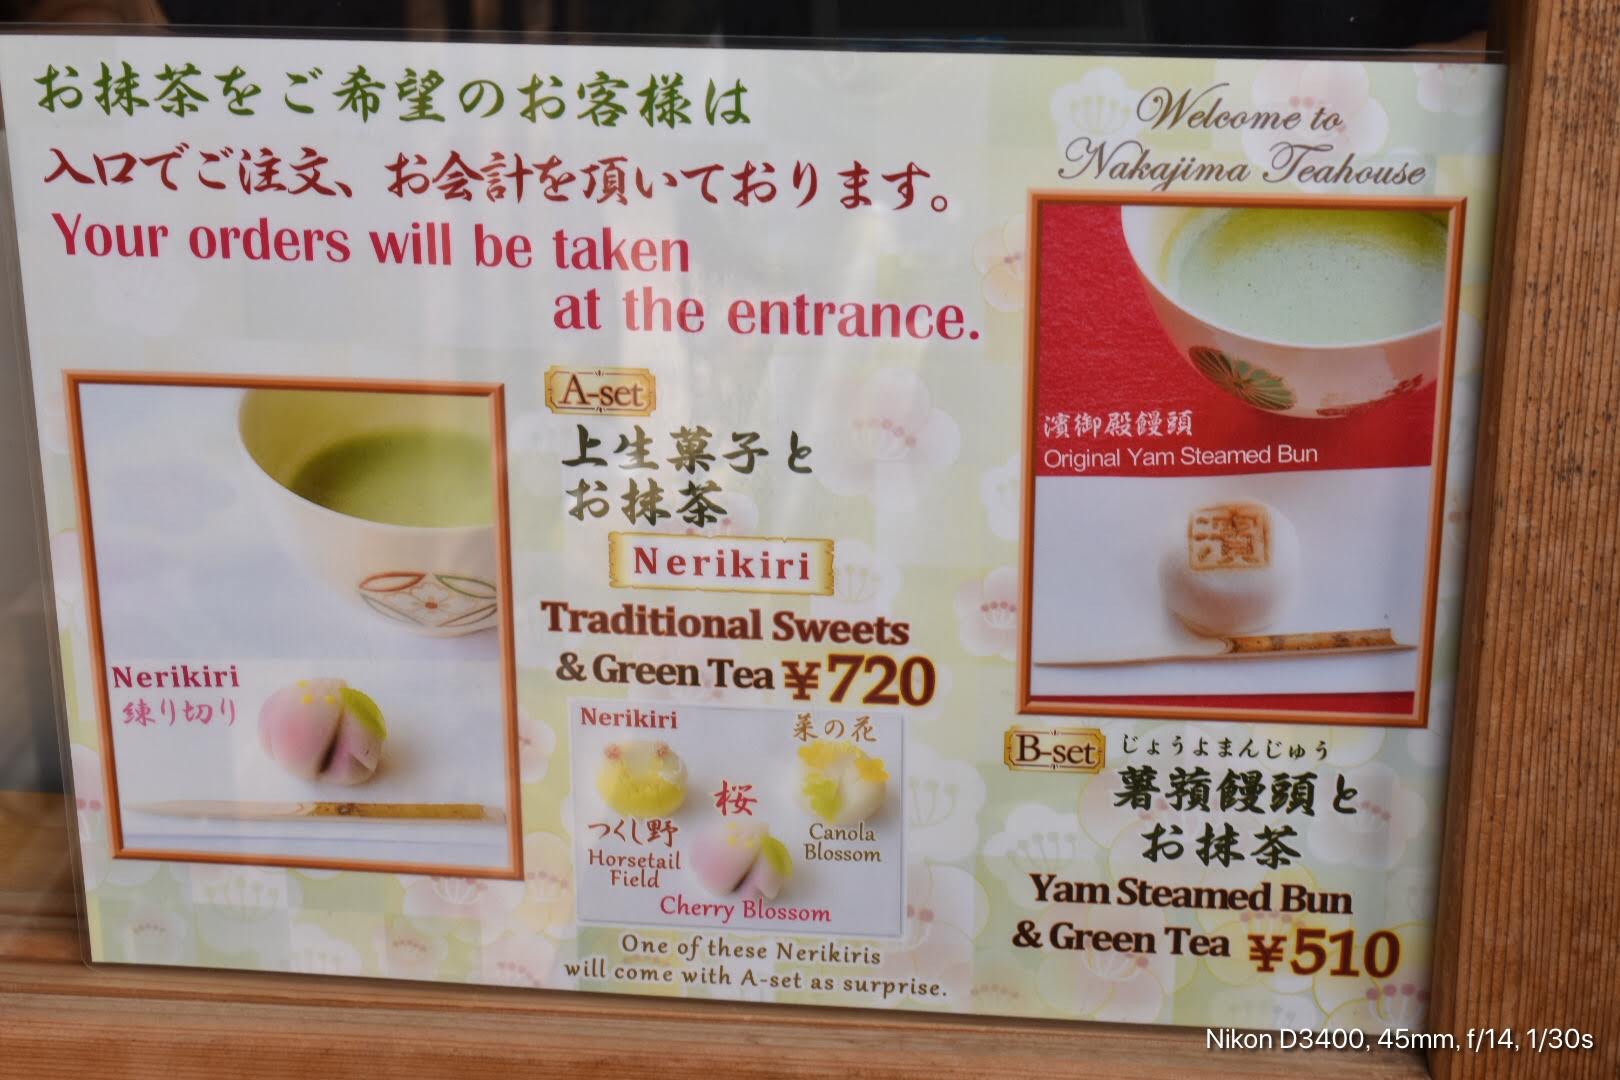 お抹茶をご希望のお客様は
入口でご注文、お会計を頂いております。
Your orders will be taken
at the entrance.
Welcome to
Nakajima Teahouse
A-set
上生菓子と
お抹茶
Nerikiri
Traditional Sweets
& Green Tea ¥720
Nerikiri
練り切り
Nerikiri
菜の花
桜
つくし野
Horsetail
Field
Canola
Blossom
Cherry Blossom
One of these Nerikiris
will come with A-set as surprise.
濱御殿饅頭
Original Yam Steamed Bun
濱
B-set
じょうよまんじゅう
薯蕷饅頭と
お抹茶
Yam Steamed Bun
& Green Tea ¥510
Nikon D3400, 45mm, f/14, 1/30s